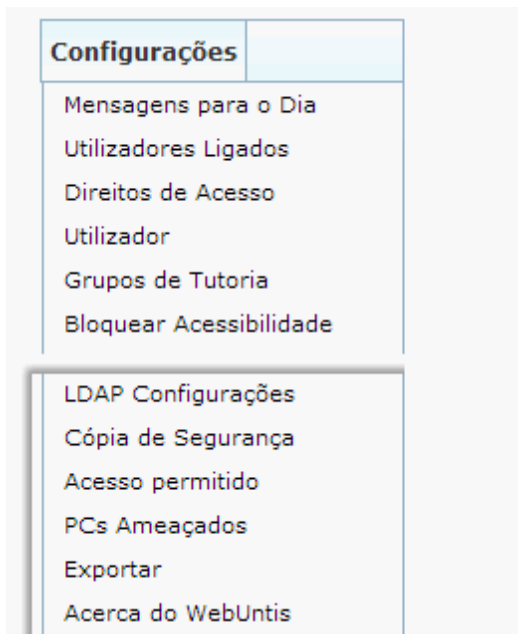 Configurações
Mensagens para o Dia
Utilizadores Ligados
Direitos de Acesso
Utilizador
Grupos de Tutoria
Bloquear Acessibilidade
LDAP Configurações
Cópia de Segurança
Acesso permitido
PCs Ameaçados
Exportar
Acerca do WebUntis